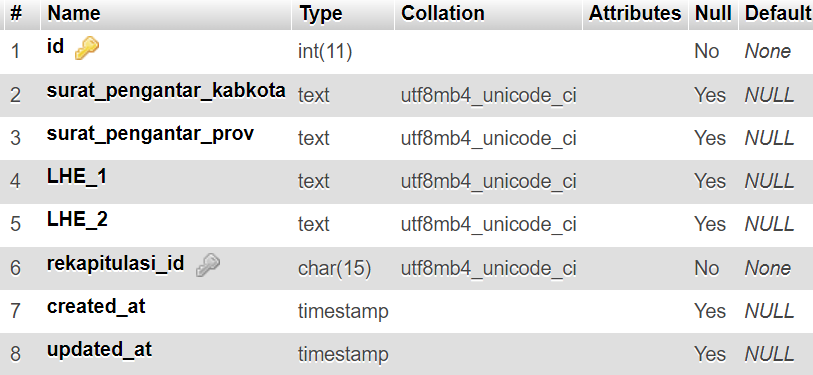 # Name Type Collation Attributes Null Default
1 id int(11) No None
2 surat_pengantar_kabkota text utf8mb4_unicode_ci Yes NULL
3 surat_pengantar_prov text utf8mb4_unicode_ci Yes NULL
4 LHE_1 text utf8mb4_unicode_ci Yes NULL
5 LHE_2 text utf8mb4_unicode_ci Yes NULL
6 rekapitulasi_id char(15) utf8mb4_unicode_ci No None
7 created_at timestamp Yes NULL
8 updated_at timestamp Yes NULL